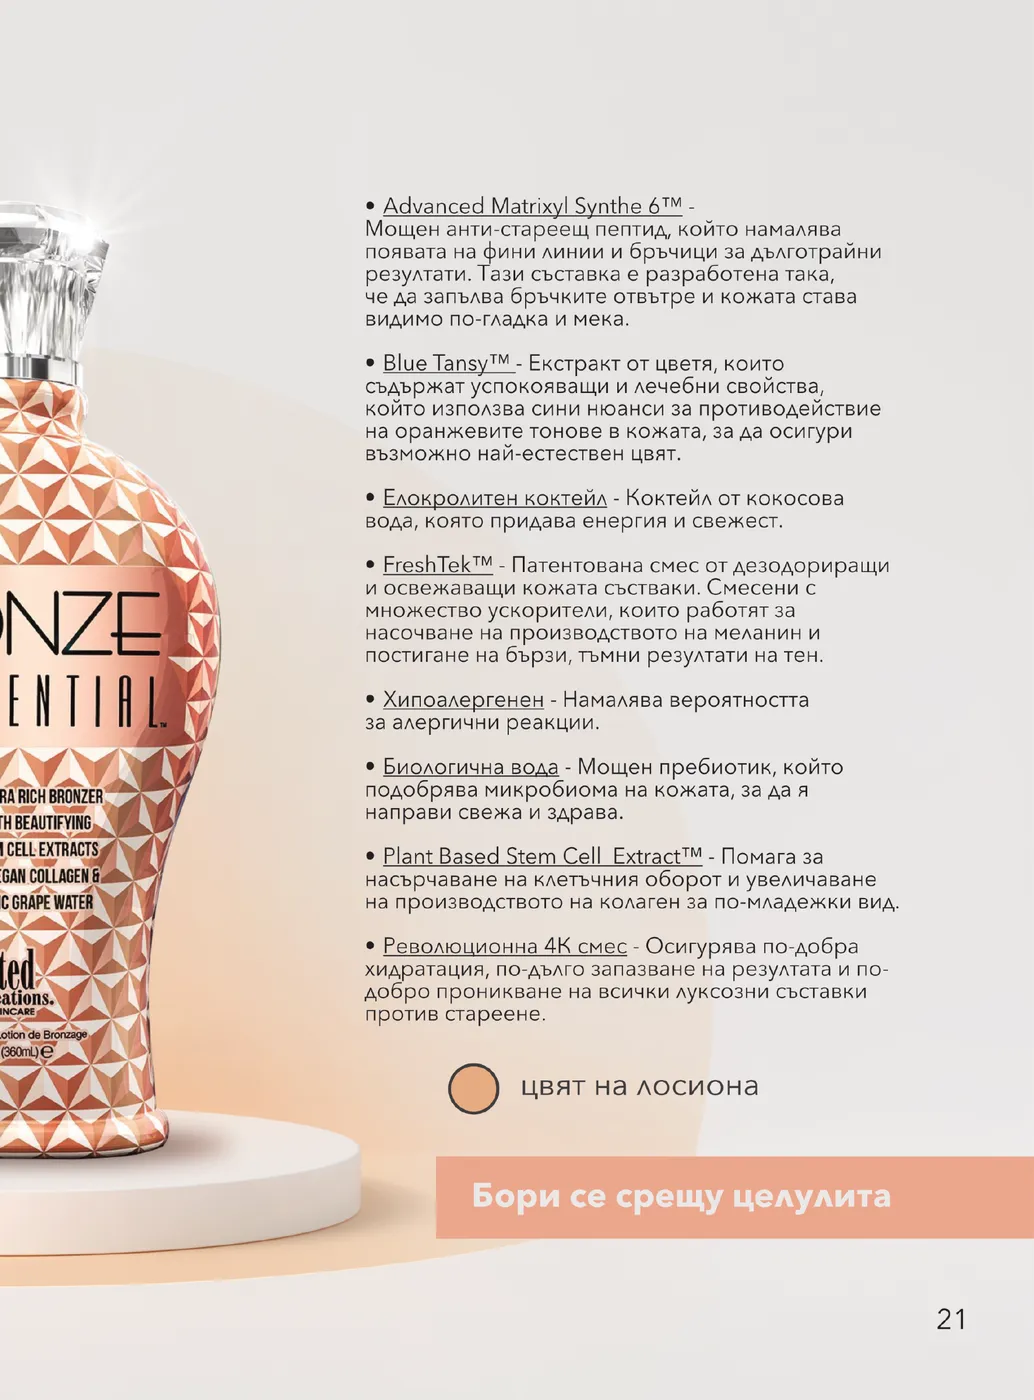 • Advanced Matrixyl Synthe 6™ -
Мощен анти-стареещ пептид, който намалява
появата на фини линии и бръчици за дълготрайни
резултати. Тази съставка е разработена така,
че да запълва бръчките отвътре и кожата става
видимо по-гладка и мека.
• Blue Tansy™ - Екстракт от цветя, които
съдържат успокояващи и лечебни свойства,
който използва сини нюанси за противодействие
на оранжевите тонове в кожата, за да осигури
възможно най-естествен цвят.
• Елокролитен коктейл - Коктейл от кокосова
вода, която придава енергия и свежест.
• FreshTek™ - Патентована смес от дезодориращи
и освежаващи кожата съставки. Смесени с
множество ускорители, които работят за
насочване на производството на меланин и
постигане на бързи, тъмни резултати на тен.
• Хипоалергенен - Намалява вероятността
за алергични реакции.
• Биологична вода - Мощен пребиотик, който
подобрява микробиома на кожата, за да я
направи свежа и здрава.
• Plant Based Stem Cell Extract™ - Помага за
насърчаване на клетъчния оборот и увеличаване
на производството на колаген за по-младежки вид.
• Революционна 4К смес - Осигурява по-добра
хидратация, по-дълго запазване на резултата и по-
добро проникване на всички луксозни съставки
против стареене.
цвят на лосиона
Бори се срещу целулита
21
ONZE
ENTIAL™
RA RICH BRONZER
TH BEAUTIFYING
M CELL EXTRACTS
EGAN COLLAGEN &
IC GRAPE WATER
ted
eations®
INCARE
Lotion de Bronzage
(360mL) ℮